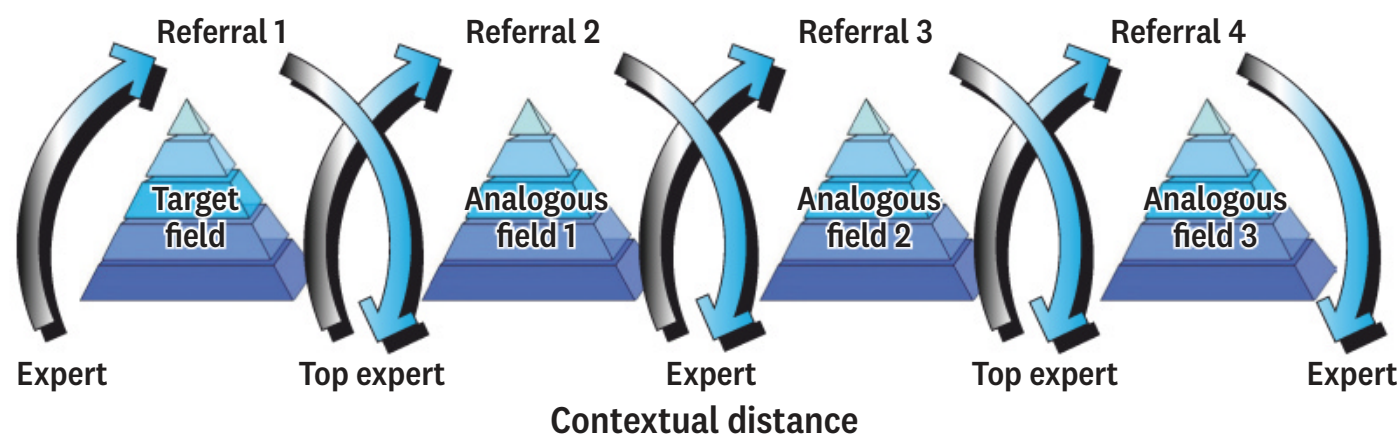 Referral 1
Referral 2
Referral 3
Referral 4
Target
field
Analogous
field 1
Analogous
field 2
Analogous
field 3
Expert
Top expert
Expert
Top expert
Expert
Contextual distance